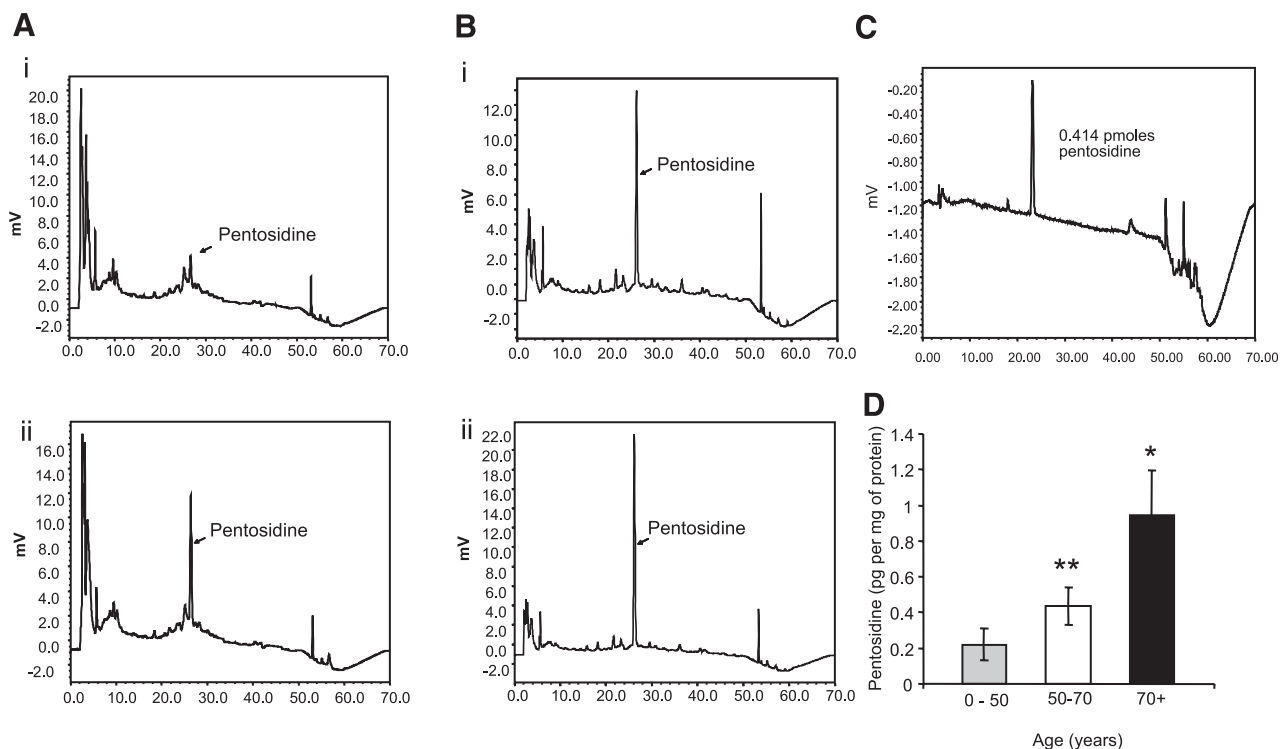 A
i
mV
20.0
18.0
16.0
14.0
12.0
10.0
8.0
6.0
4.0
2.0
0.0
-2.0
Pentosidine
0.0 10.0 20.0 30.0 40.0 50.0 60.0 70.0
ii
mV
16.0
14.0
12.0
10.0
8.0
6.0
4.0
2.0
0.0
-2.0
Pentosidine
0.0 10.0 20.0 30.0 40.0 50.0 60.0 70.0
B
i
mV
12.0
10.0
8.0
6.0
4.0
2.0
0.0
-2.0
Pentosidine
0.0 10.0 20.0 30.0 40.0 50.0 60.0 70.0
ii
mV
22.0
20.0
18.0
16.0
14.0
12.0
10.0
8.0
6.0
4.0
2.0
0.0
-2.0
Pentosidine
0.0 10.0 20.0 30.0 40.0 50.0 60.0 70.0
C
mV
-0.20
-0.40
-0.60
-0.80
-1.00
-1.20
-1.40
-1.60
-1.80
-2.00
-2.20
0.414 pmoles
pentosidine
0.00 10.00 20.00 30.00 40.00 50.00 60.00 70.00
D
Pentosidine (pg per mg of protein)
1.4
1.2
1
0.8
0.6
0.4
0.2
0
**
*
0 - 50 50-70 70+
Age (years)